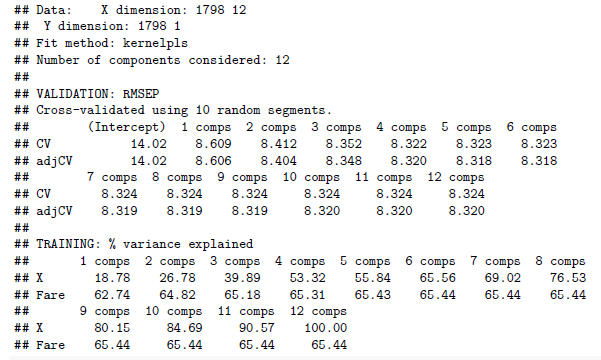 ## Data:    X dimension: 1798 12
##  Y dimension: 1798 1
## Fit method: kernelpls
## Number of components considered: 12
##
## VALIDATION: RMSEP
## Cross-validated using 10 random segments.
##        (Intercept)  1 comps  2 comps  3 comps  4 comps  5 comps  6 comps
## CV           14.02    8.609    8.412    8.352    8.322    8.323    8.323
## adjCV        14.02    8.606    8.404    8.348    8.320    8.318    8.318
##        7 comps  8 comps  9 comps  10 comps  11 comps  12 comps
## CV       8.324    8.324    8.324     8.324     8.324     8.324
## adjCV    8.319    8.319    8.319     8.320     8.320     8.320
##
## TRAINING: % variance explained
##       1 comps  2 comps  3 comps  4 comps  5 comps  6 comps  7 comps  8 comps
## X       18.78    26.78    39.89    53.32    55.84    65.56    69.02    76.53
## Fare    62.74    64.82    65.18    65.31    65.43    65.44    65.44    65.44
##       9 comps  10 comps  11 comps  12 comps
## X       80.15     84.69     90.57    100.00
## Fare    65.44     65.44     65.44     65.44